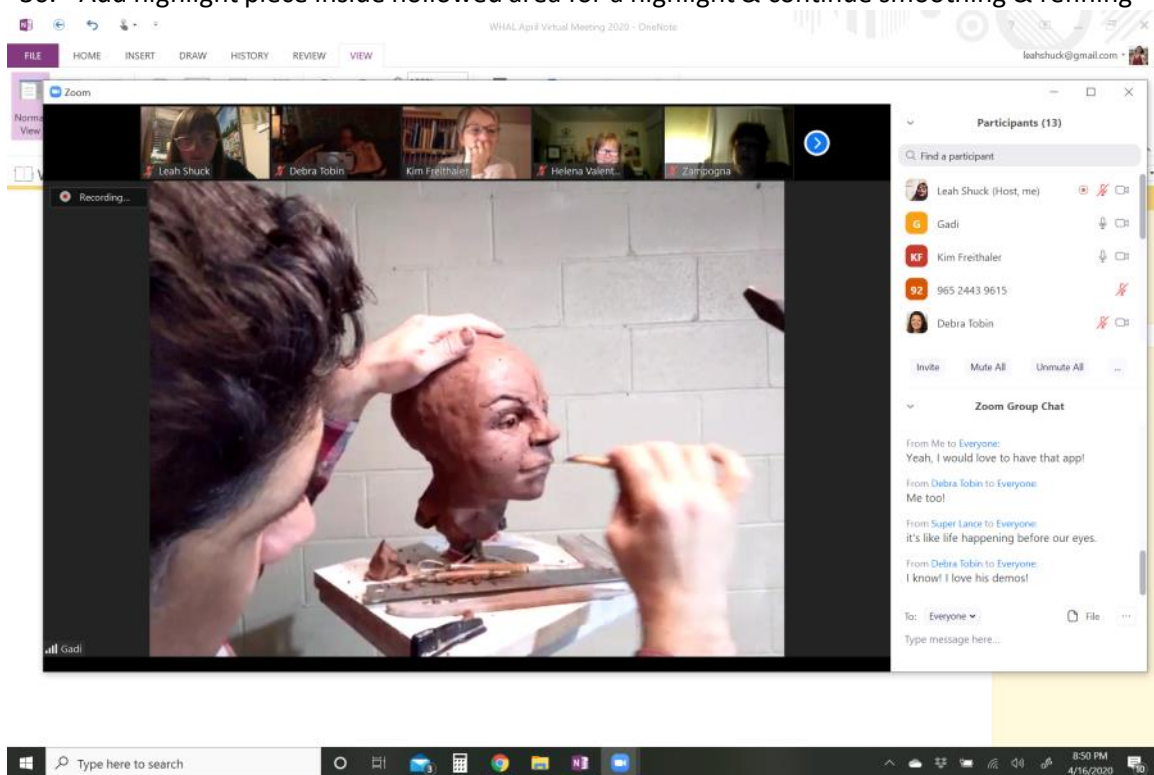 Add highlight piece inside hollowed area for a highlight & continue smoothing & refining
WHAL April Virtual Meeting 2020 - OneNote
FILE HOME INSERT DRAW HISTORY REVIEW VIEW
leahshuck@gmail.com
Zoom
Normal
View
Leah Shuck
Debra Tobin
Kim Freithaler
Helena Valent...
Zampogna
Recording...
Gadi
Participants (13)
Find a participant
Leah Shuck (Host, me)
G Gadi
KF Kim Freithaler
92 965 2443 9615
Debra Tobin
Invite Mute All Unmute All ...
Zoom Group Chat
From Me to Everyone:
Yeah, I would love to have that app!
From Debra Tobin to Everyone:
Me too!
From Super Lance to Everyone:
it's like life happening before our eyes.
From Debra Tobin to Everyone:
I know! I love his demos!
To: Everyone File ...
Type message here...
Type here to search
8:50 PM
4/16/2020